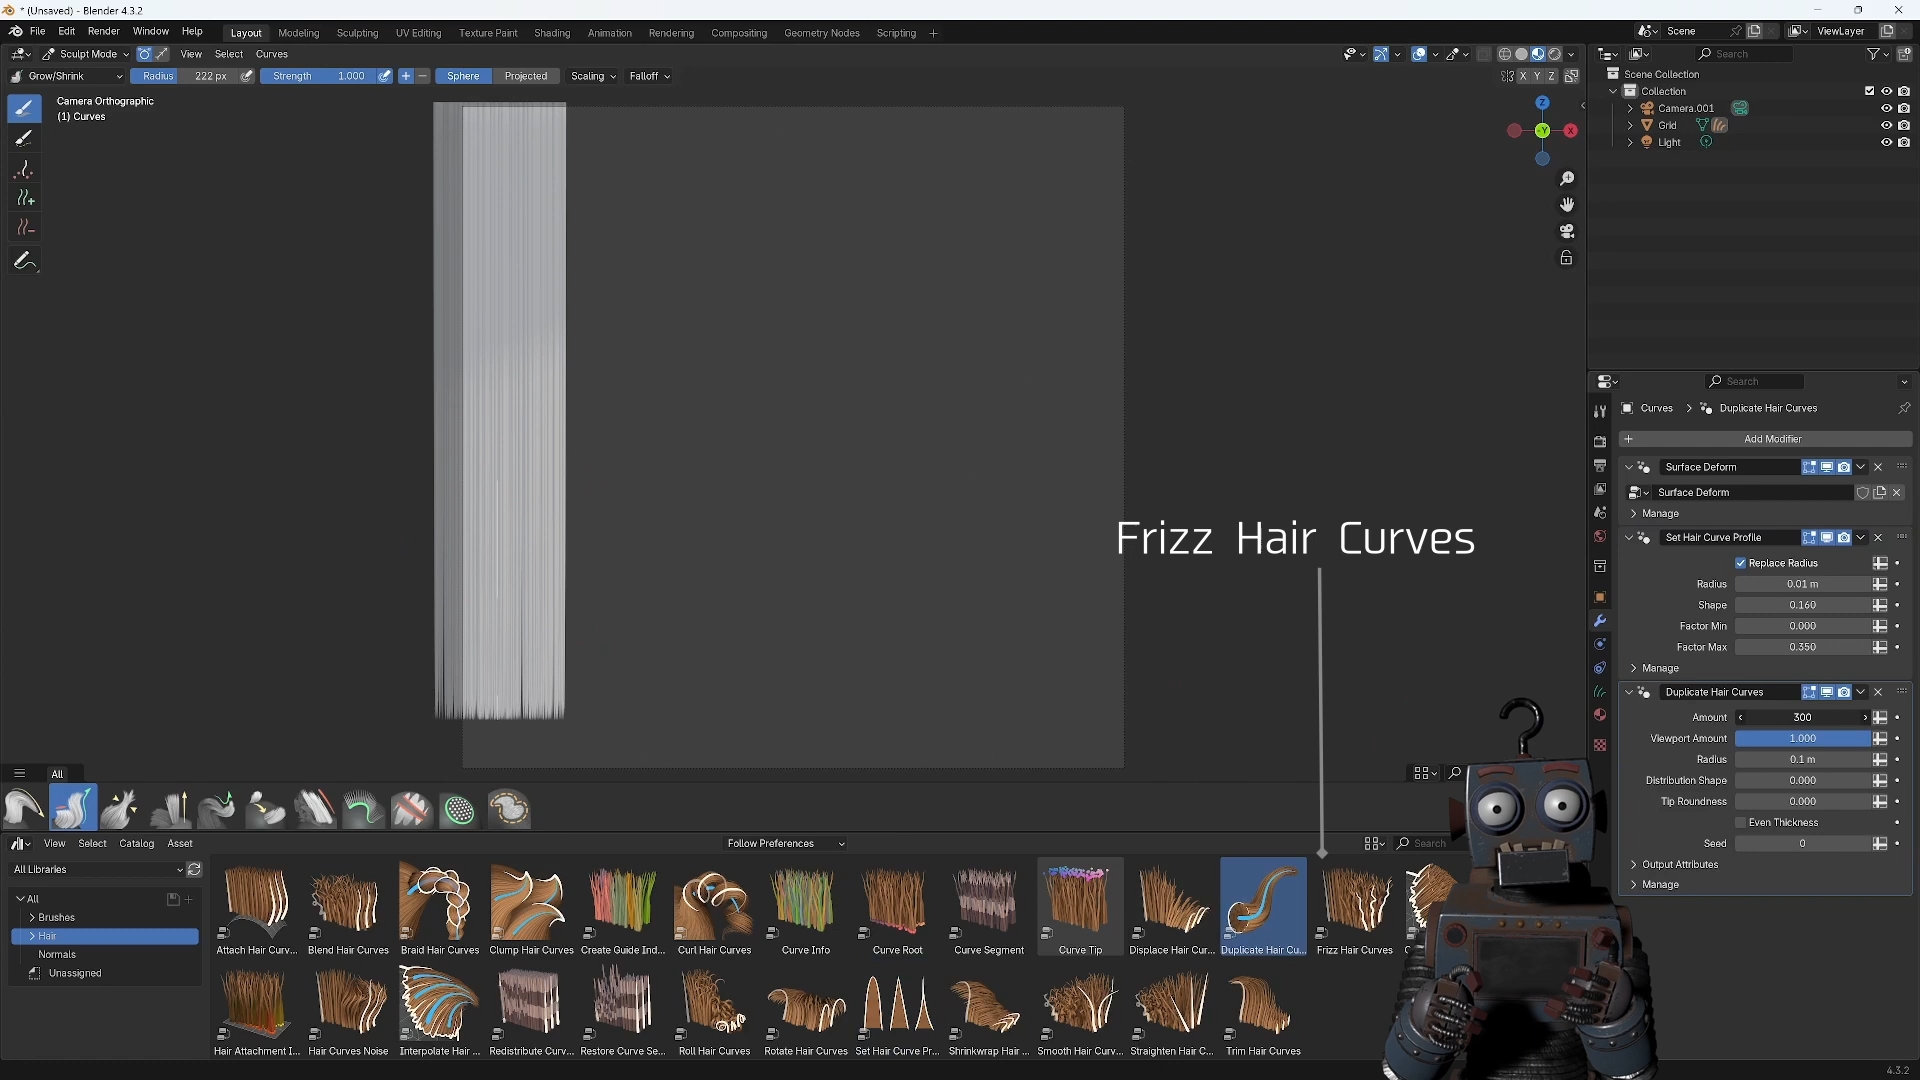 * (Unsaved) - Blender 4.3.2
File Edit Render Window Help Layout Modeling Sculpting UV Editing Texture Paint Shading Animation Rendering Compositing Geometry Nodes Scripting + Scene ViewLayer
Sculpt Mode View Select Curves Search
Grow/Shrink Radius 222 px Strength 1.000 + − Sphere Projected Scaling Falloff X Y Z
Scene Collection
Collection
Camera.001
Grid
Light
Camera Orthographic
(1) Curves
Z
Y
X
Search
Curves > Duplicate Hair Curves
+ Add Modifier
Surface Deform
Surface Deform
Manage
Set Hair Curve Profile
Replace Radius
Radius 0.01 m
Shape 0.160
Factor Min 0.000
Factor Max 0.350
Manage
Duplicate Hair Curves
Amount 300
Viewport Amount 1.000
Radius 0.1 m
Distribution Shape 0.000
Tip Roundness 0.000
Even Thickness
Seed 0
Output Attributes
Manage
Frizz Hair Curves
All
View Select Catalog Asset Follow Preferences Search
All Libraries
All
Brushes
Hair
Normals
Unassigned
Attach Hair Curv... Blend Hair Curves Braid Hair Curves Clump Hair Curves Create Guide Ind... Curl Hair Curves Curve Info Curve Root Curve Segment Curve Tip Displace Hair Cur... Duplicate Hair Cu... Frizz Hair Curves
Hair Attachment I... Hair Curves Noise Interpolate Hair ... Redistribute Curv... Restore Curve Se... Roll Hair Curves Rotate Hair Curves Set Hair Curve Pr... Shrinkwrap Hair ... Smooth Hair Curv... Straighten Hair C... Trim Hair Curves
4.3.2